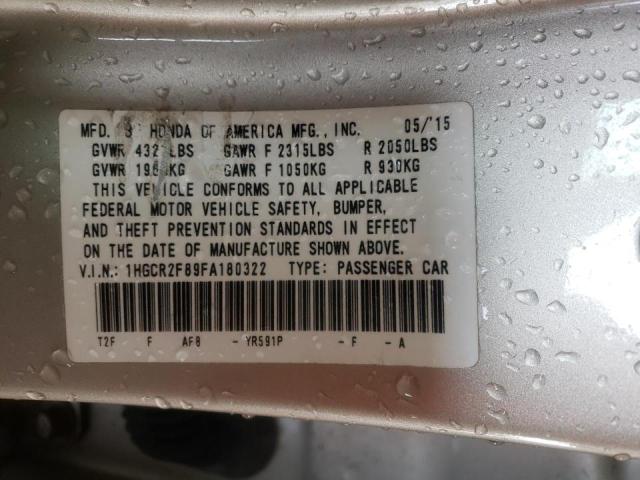 MFD. HONDA OF AMERICA MFG., INC. 05/'15
GVWR GAWR F 2315LBS R 2050LBS
GVWR GAWR F 1050KG R 930KG
THIS VEHICLE CONFORMS TO ALL APPLICABLE
FEDERAL MOTOR VEHICLE SAFETY, BUMPER,
AND THEFT PREVENTION STANDARDS IN EFFECT
ON THE DATE OF MANUFACTURE SHOWN ABOVE.
V.I.N.: 1HGCR2F89FA180322 TYPE: PASSENGER CAR
T2F F AF8 - YR591P - F - A